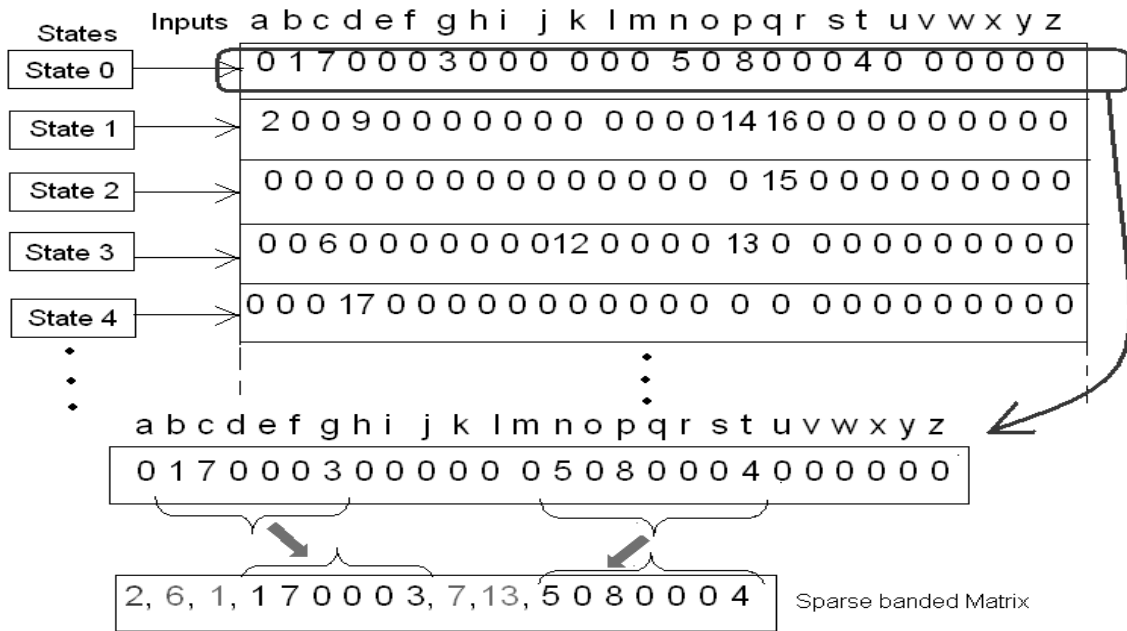 Inputs a b c d e f g h i j k l m n o p q r s t u v w x y z
States
State 0 0 1 7 0 0 0 3 0 0 0 0 0 0 5 0 8 0 0 0 4 0 0 0 0 0 0
State 1 2 0 0 9 0 0 0 0 0 0 0 0 0 0 0 14 16 0 0 0 0 0 0 0 0 0
State 2 0 0 0 0 0 0 0 0 0 0 0 0 0 0 0 0 15 0 0 0 0 0 0 0 0 0
State 3 0 0 6 0 0 0 0 0 0 0 12 0 0 0 0 13 0 0 0 0 0 0 0 0 0 0
State 4 0 0 0 17 0 0 0 0 0 0 0 0 0 0 0 0 0 0 0 0 0 0 0 0 0 0
a b c d e f g h i j k l m n o p q r s t u v w x y z
0 1 7 0 0 0 3 0 0 0 0 0 0 5 0 8 0 0 0 4 0 0 0 0 0 0
2, 6, 1, 1 7 0 0 0 3, 7, 13, 5 0 8 0 0 0 4 Sparse banded Matrix